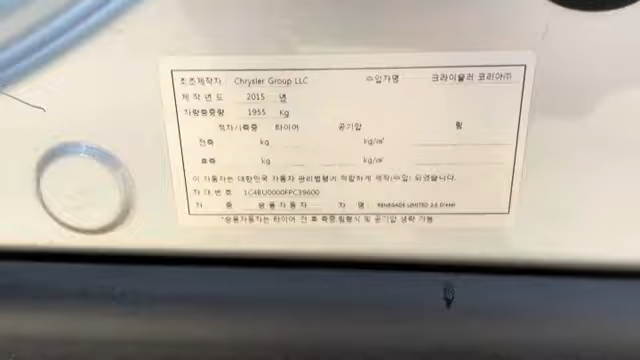 최초제작자 Chrysler Group LLC 수입자명 크라이슬러 코리아㈜
제 작 년 도 2015 년
차량총중량 1955 Kg
적차시축중 타이어 공기압 림
전축 kg kg/㎠
후축 kg kg/㎠
이 자동차는 대한민국 자동차 관리법령에 적합하게 제작(수입) 되었습니다.
차 대 번 호 1C4BU0000FPC39600
차 종 승 용 자 동 차 차 명 RENEGADE LIMITED 2.0 Diesel
*승용자동차는 타이어 전 후 축중 림형식 및 공기압 생략 가능